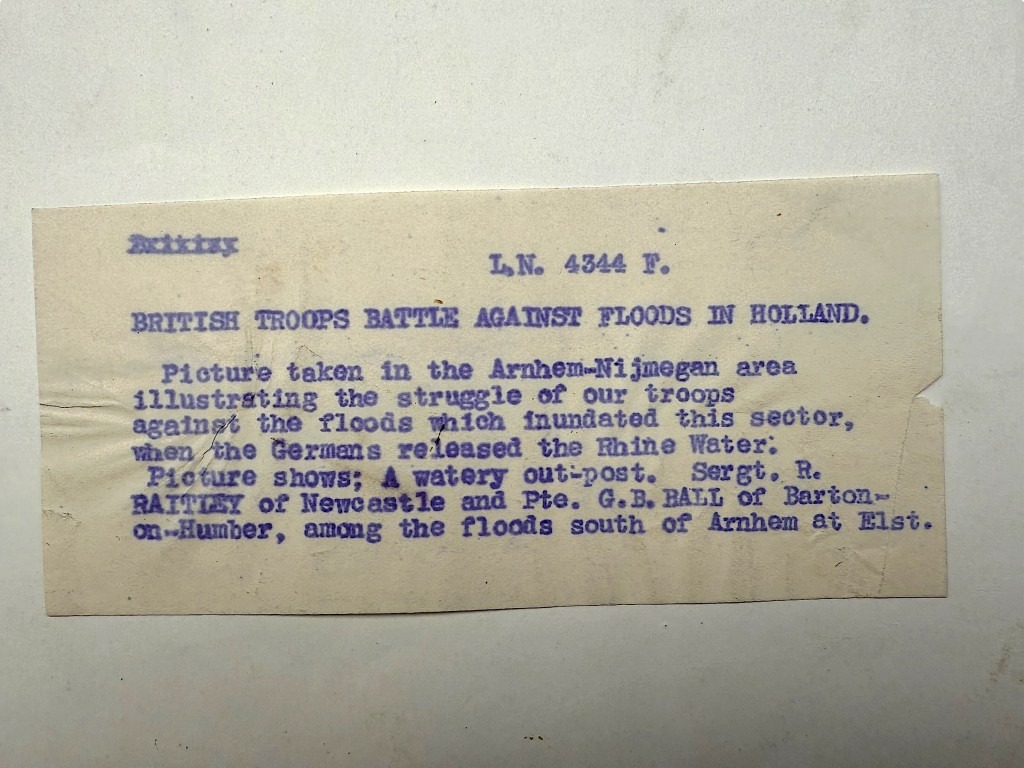 L.N. 4344 F.
BRITISH TROOPS BATTLE AGAINST FLOODS IN HOLLAND.
Picture taken in the Arnhem-Nijmegan area
illustrating the struggle of our troops
against the floods which inundated this sector,
when the Germans released the Rhine Water.
Picture shows; A watery out-post. Sergt. R.
RAITLEY of Newcastle and Pte. G.B. BALL of Barton-
on-Humber, among the floods south of Arnhem at Elst.